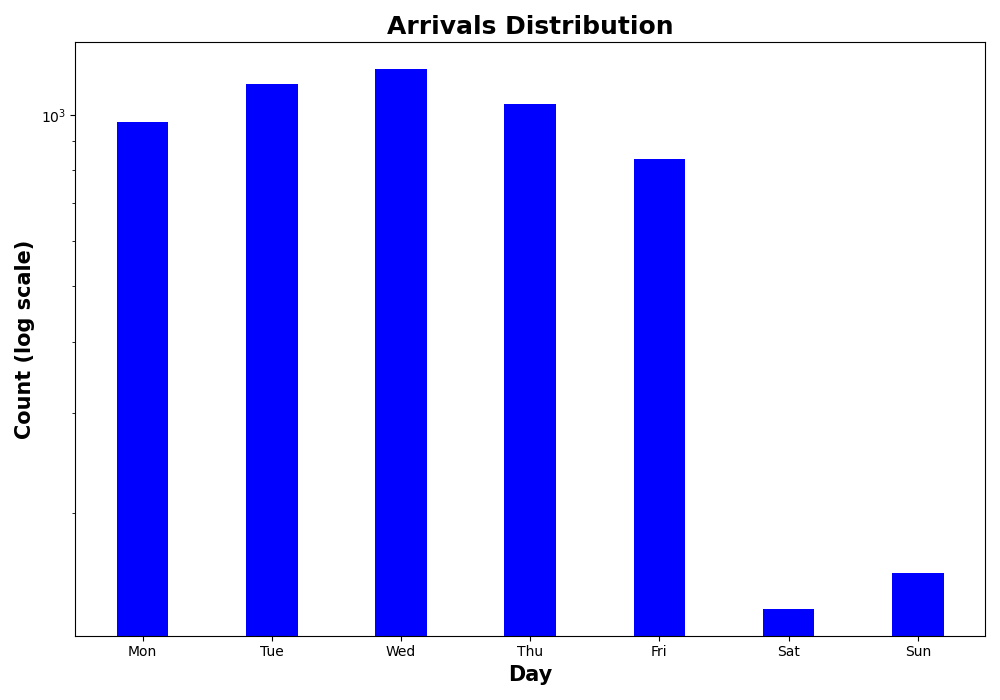 Arrivals Distribution
10³
Count (log scale)
Mon Tue Wed Thu Fri Sat Sun
Day